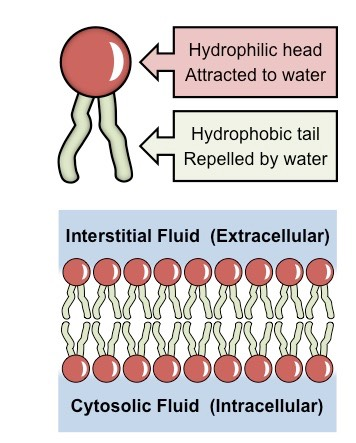 Hydrophilic head
Attracted to water
Hydrophobic tail
Repelled by water
Interstitial Fluid (Extracellular)
Cytosolic Fluid (Intracellular)